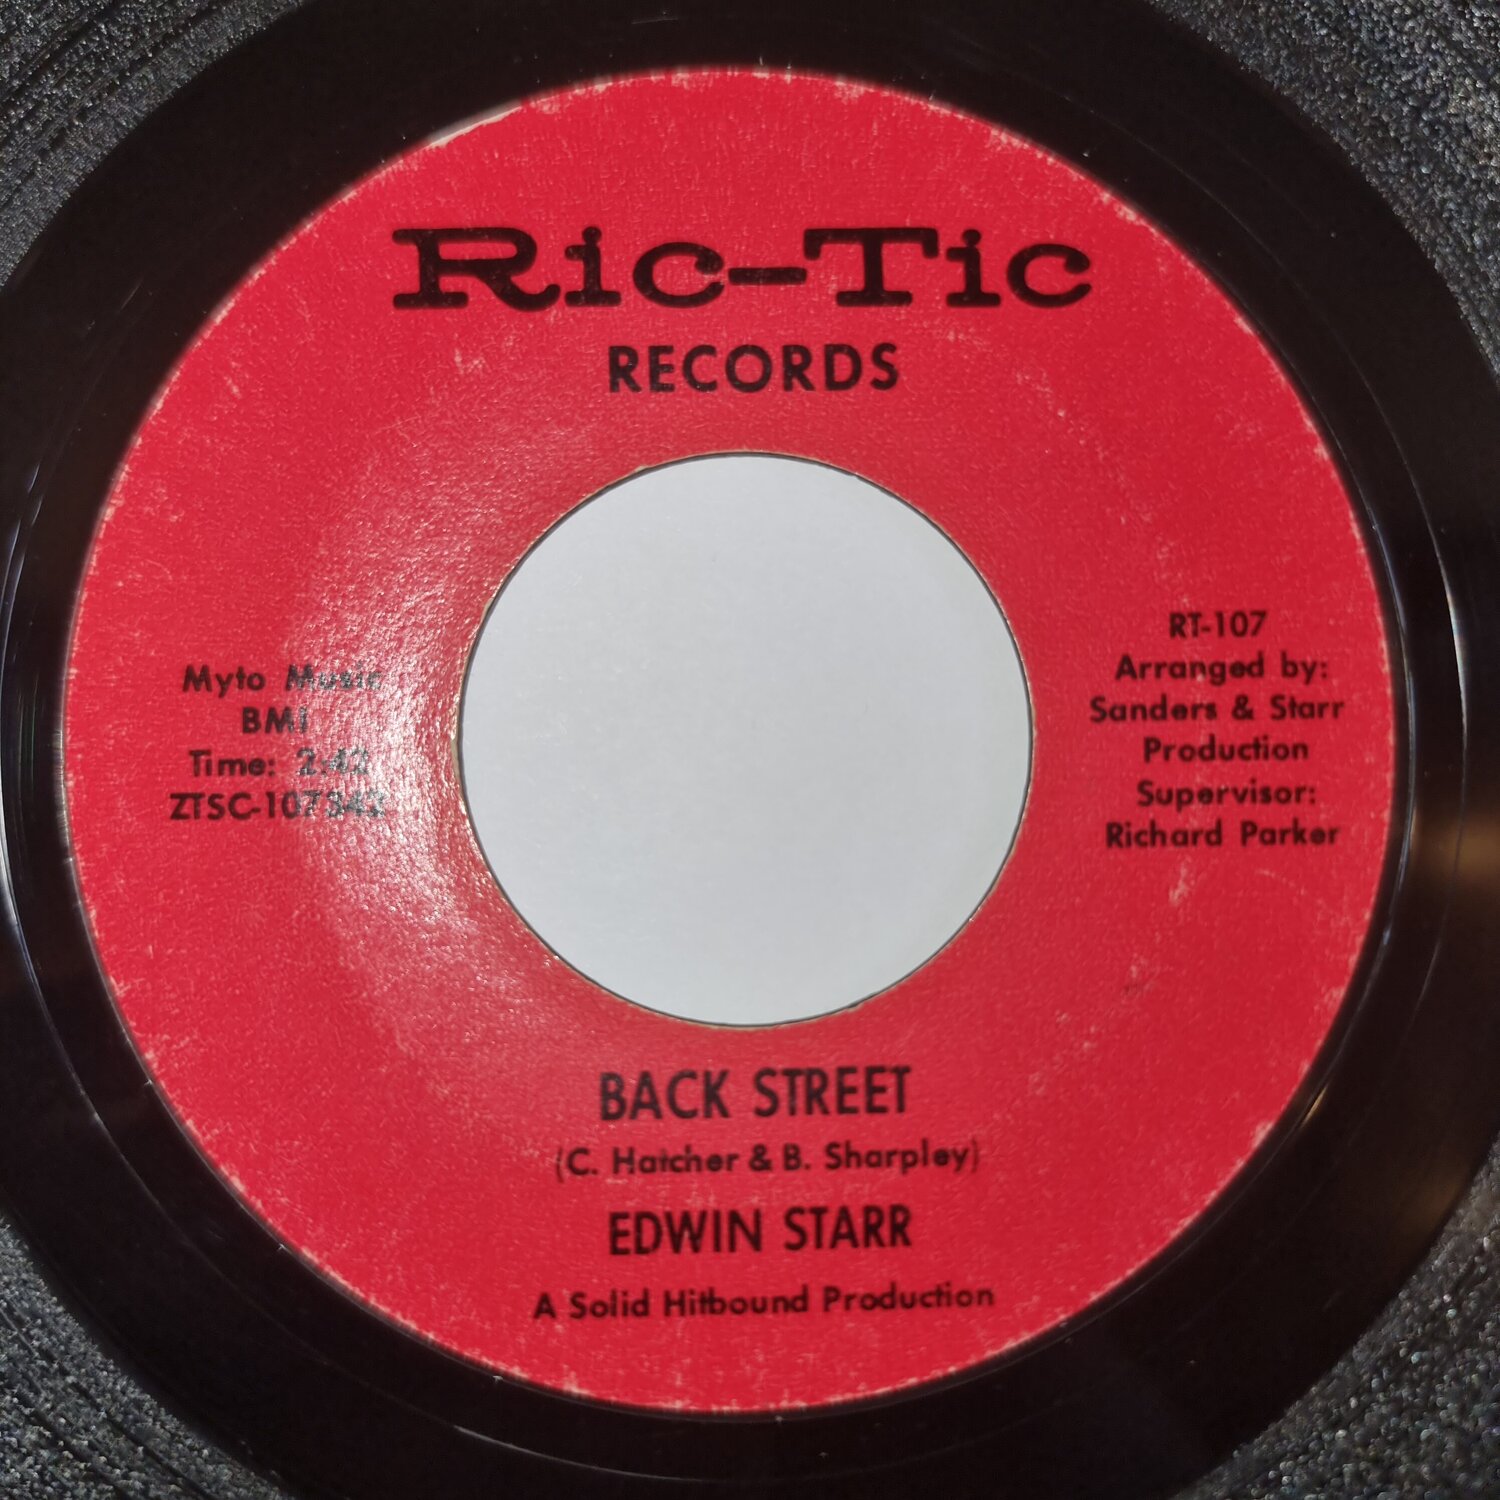 Ric-Tic
RECORDS
Myto Music
BMI
Time: 2:42
ZTSC-107342
RT-107
Arranged by:
Sanders & Starr
Production
Supervisor:
Richard Parker
BACK STREET
(C. Hatcher & B. Sharpley)
EDWIN STARR
A Solid Hitbound Production